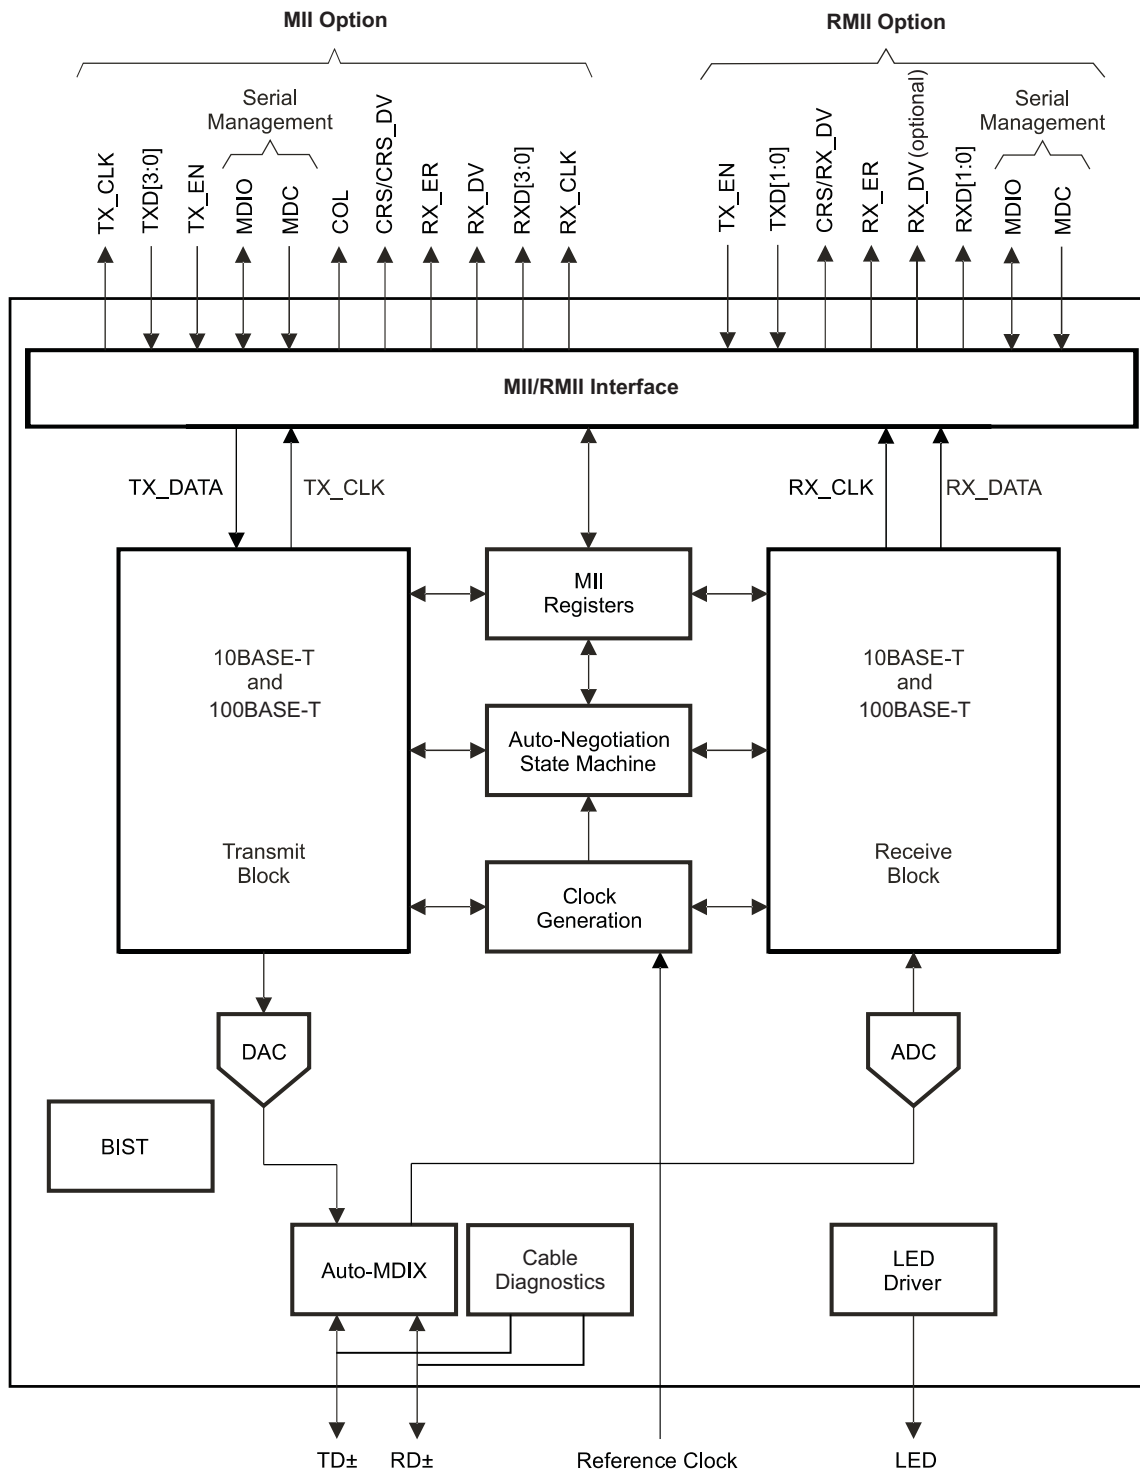 MII Option
RMII Option
Serial
Management
Serial
Management
TX_CLK
TXD[3:0]
TX_EN
MDIO
MDC
COL
CRS/CRS_DV
RX_ER
RX_DV
RXD[3:0]
RX_CLK
TX_EN
TXD[1:0]
CRS/RX_DV
RX_ER
RX_DV (optional)
RXD[1:0]
MDIO
MDC
MII/RMII Interface
TX_DATA
TX_CLK
RX_CLK
RX_DATA
10BASE-T
and
100BASE-T
Transmit
Block
MII
Registers
Auto-Negotiation
State Machine
Clock
Generation
10BASE-T
and
100BASE-T
Receive
Block
DAC
ADC
BIST
Auto-MDIX
Cable
Diagnostics
LED
Driver
TD±
RD±
Reference Clock
LED